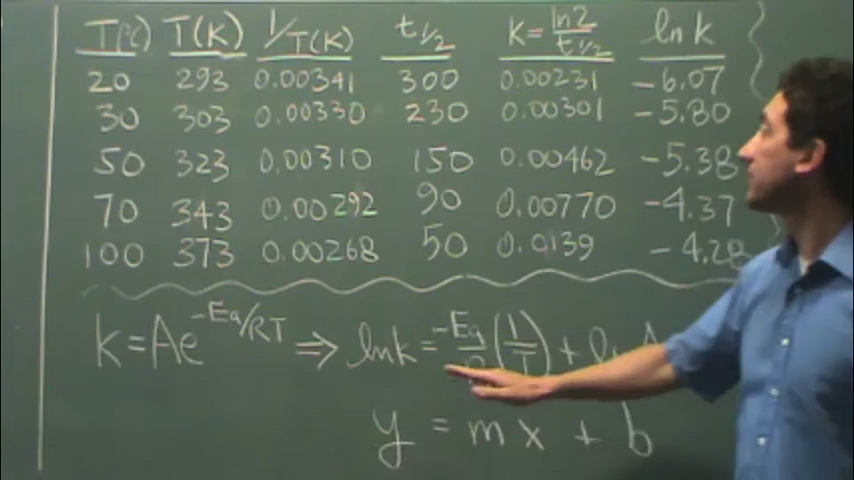 T(c) T(K) 1/T(K) t1/2 k=ln2/t1/2 ln k
20 293 0.00341 300 0.00231 -6.07
30 303 0.00330 230 0.00301 -5.80
50 323 0.00310 150 0.00462 -5.38
70 343 0.00292 90 0.00770 -4.37
100 373 0.00268 50 0.0139 -4.28
k=Ae^-Ea/RT ⇒ lnk=-Ea/R(1/T)+ln A
y = mx + b